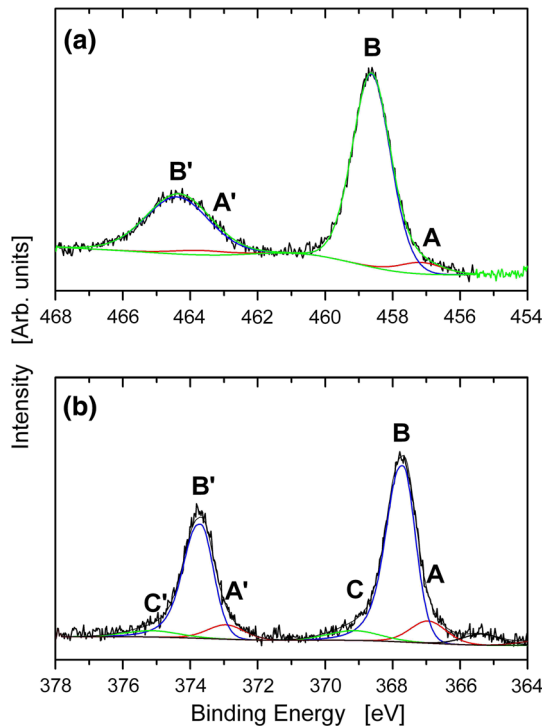 (a)
B
B'
A'
A
468 466 464 462 460 458 456 454
Intensity [Arb. units]
(b)
B
B'
A'
C'
C
A
378 376 374 372 370 368 366 364
Binding Energy [eV]